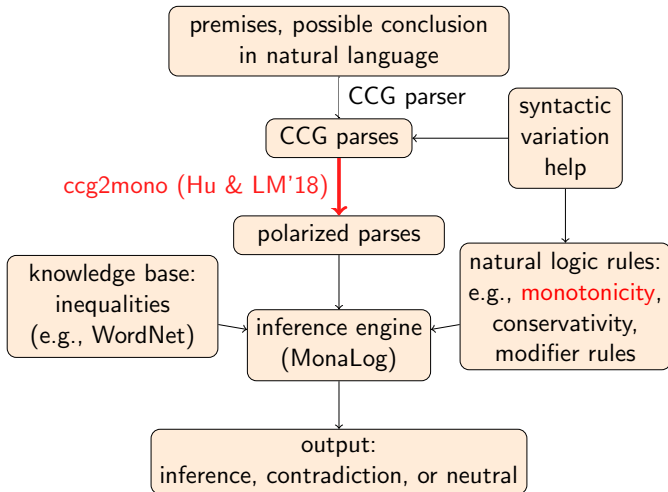 premises, possible conclusion
in natural language
CCG parser
syntactic
variation
help
CCG parses
ccg2mono (Hu & LM'18)
polarized parses
knowledge base:
inequalities
(e.g., WordNet)
natural logic rules:
e.g., monotonicity,
conservativity,
modifier rules
inference engine
(MonaLog)
output:
inference, contradiction, or neutral